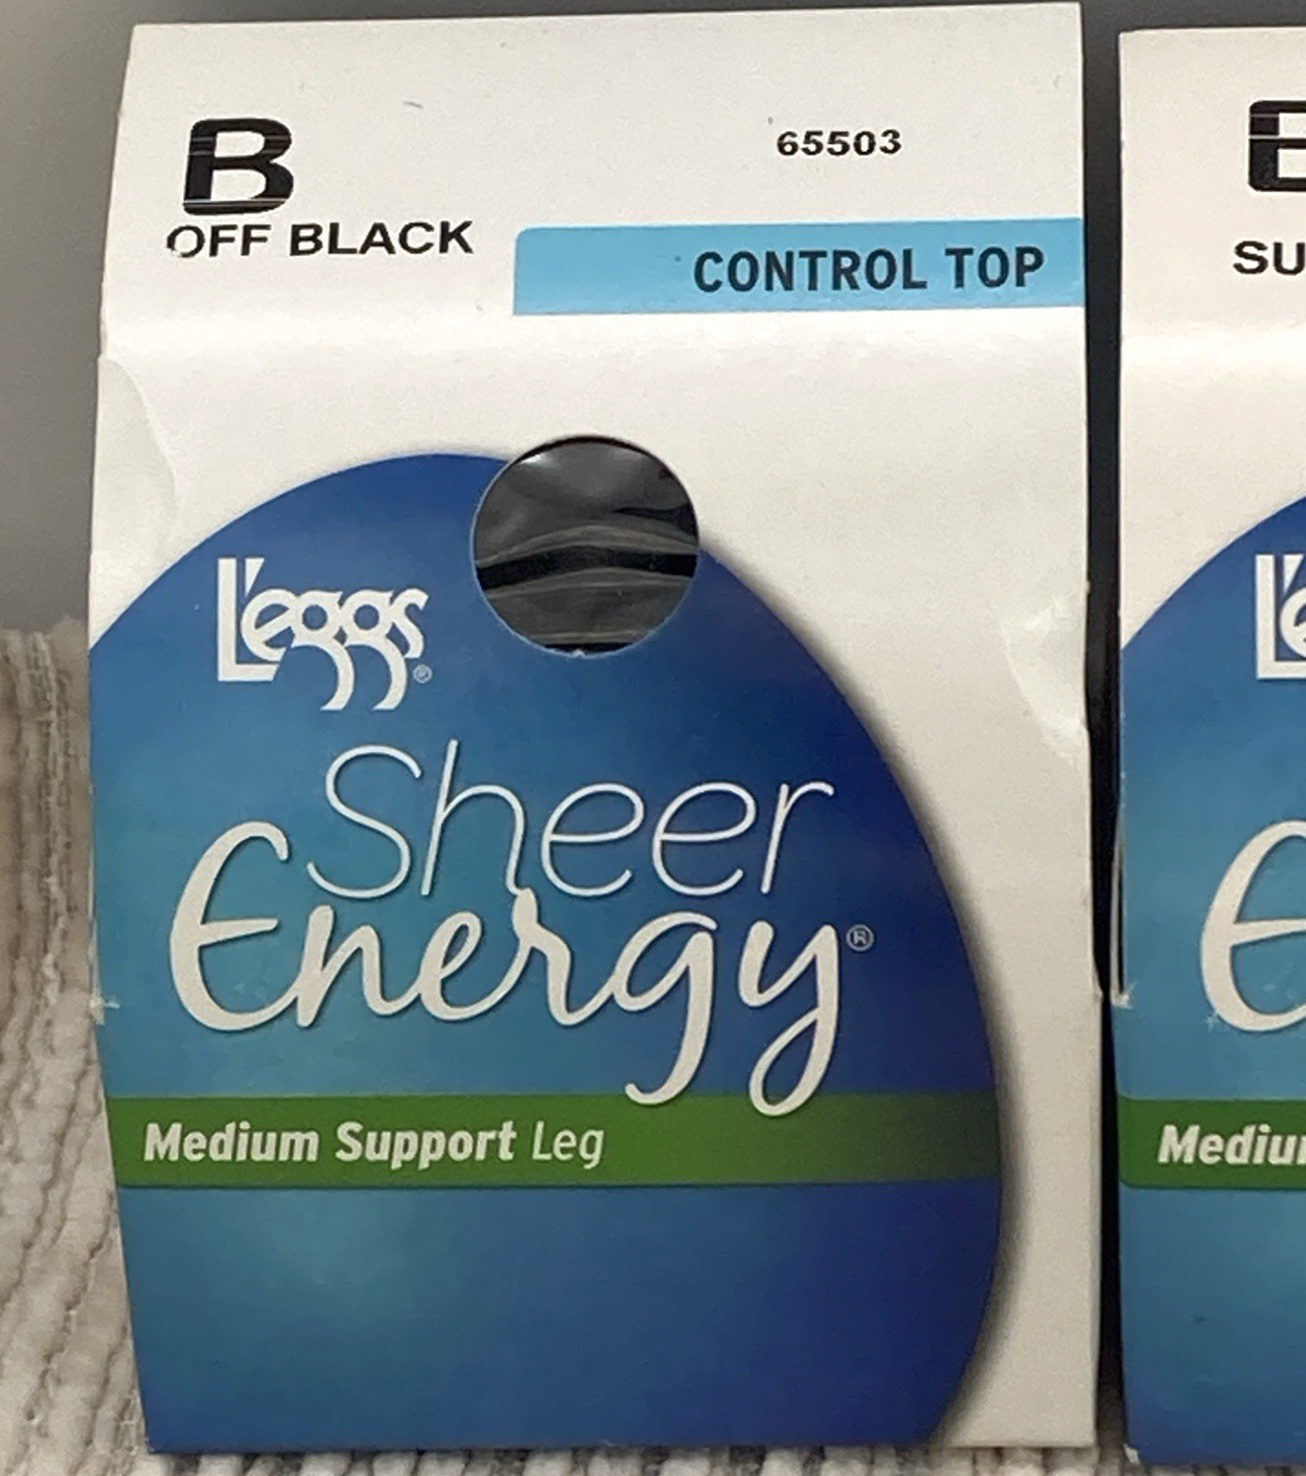 B
65503
OFF BLACK
CONTROL TOP
L'eggs®
Sheer
Energy®
Medium Support Leg
SU
L'e
E
Mediu